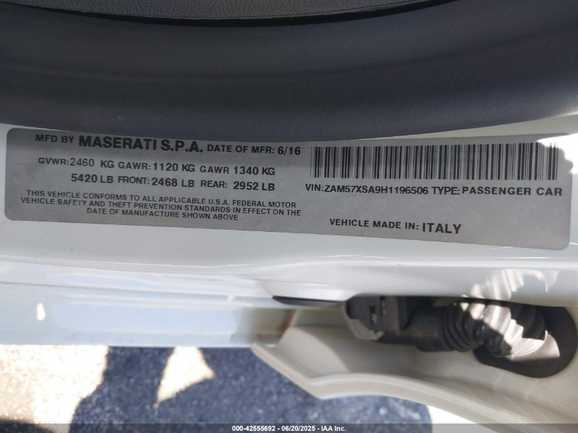 MFD BY MASERATI S.P.A. DATE OF MFR: 6/16
GVWR:2460 KG GAWR:1120 KG GAWR 1340 KG
5420 LB FRONT: 2468 LB REAR: 2952 LB
THIS VEHICLE CONFORMS TO ALL APPLICABLE U.S.A. FEDERAL MOTOR
VEHICLE SAFETY AND THEFT PREVENTION STANDARDS IN EFFECT ON THE
DATE OF MANUFACTURE SHOWN ABOVE
VIN: ZAM57XSA9H1196506 TYPE: PASSENGER CAR
VEHICLE MADE IN: ITALY
000-42555692 - 06/20/2025 - IAA, Inc. Copyright